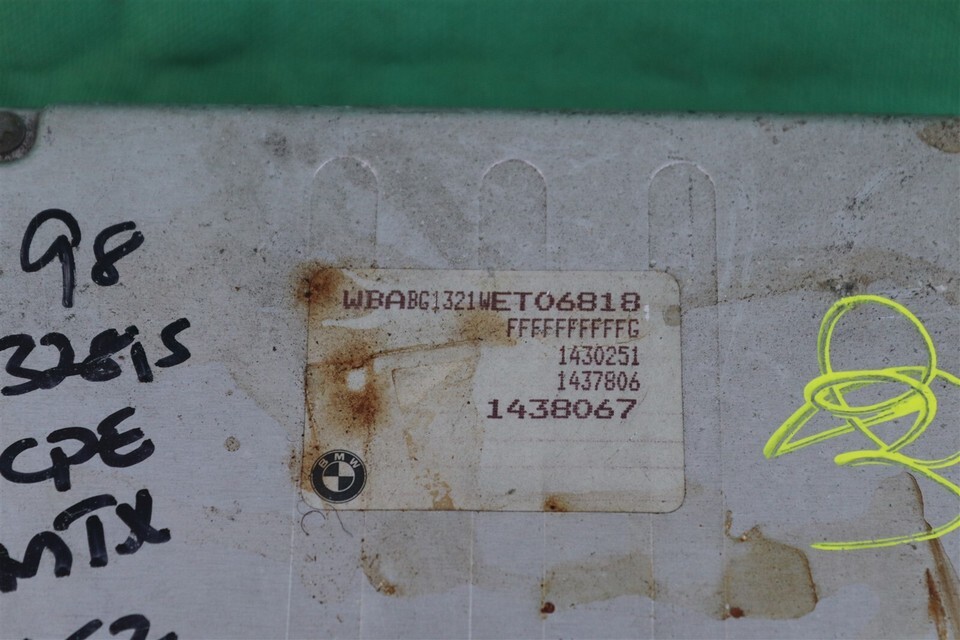 98
328iS
CPE
MTX
WBABG1321WET06818
FFFFFFFFFFG
1430251
1437806
1438067
BMW